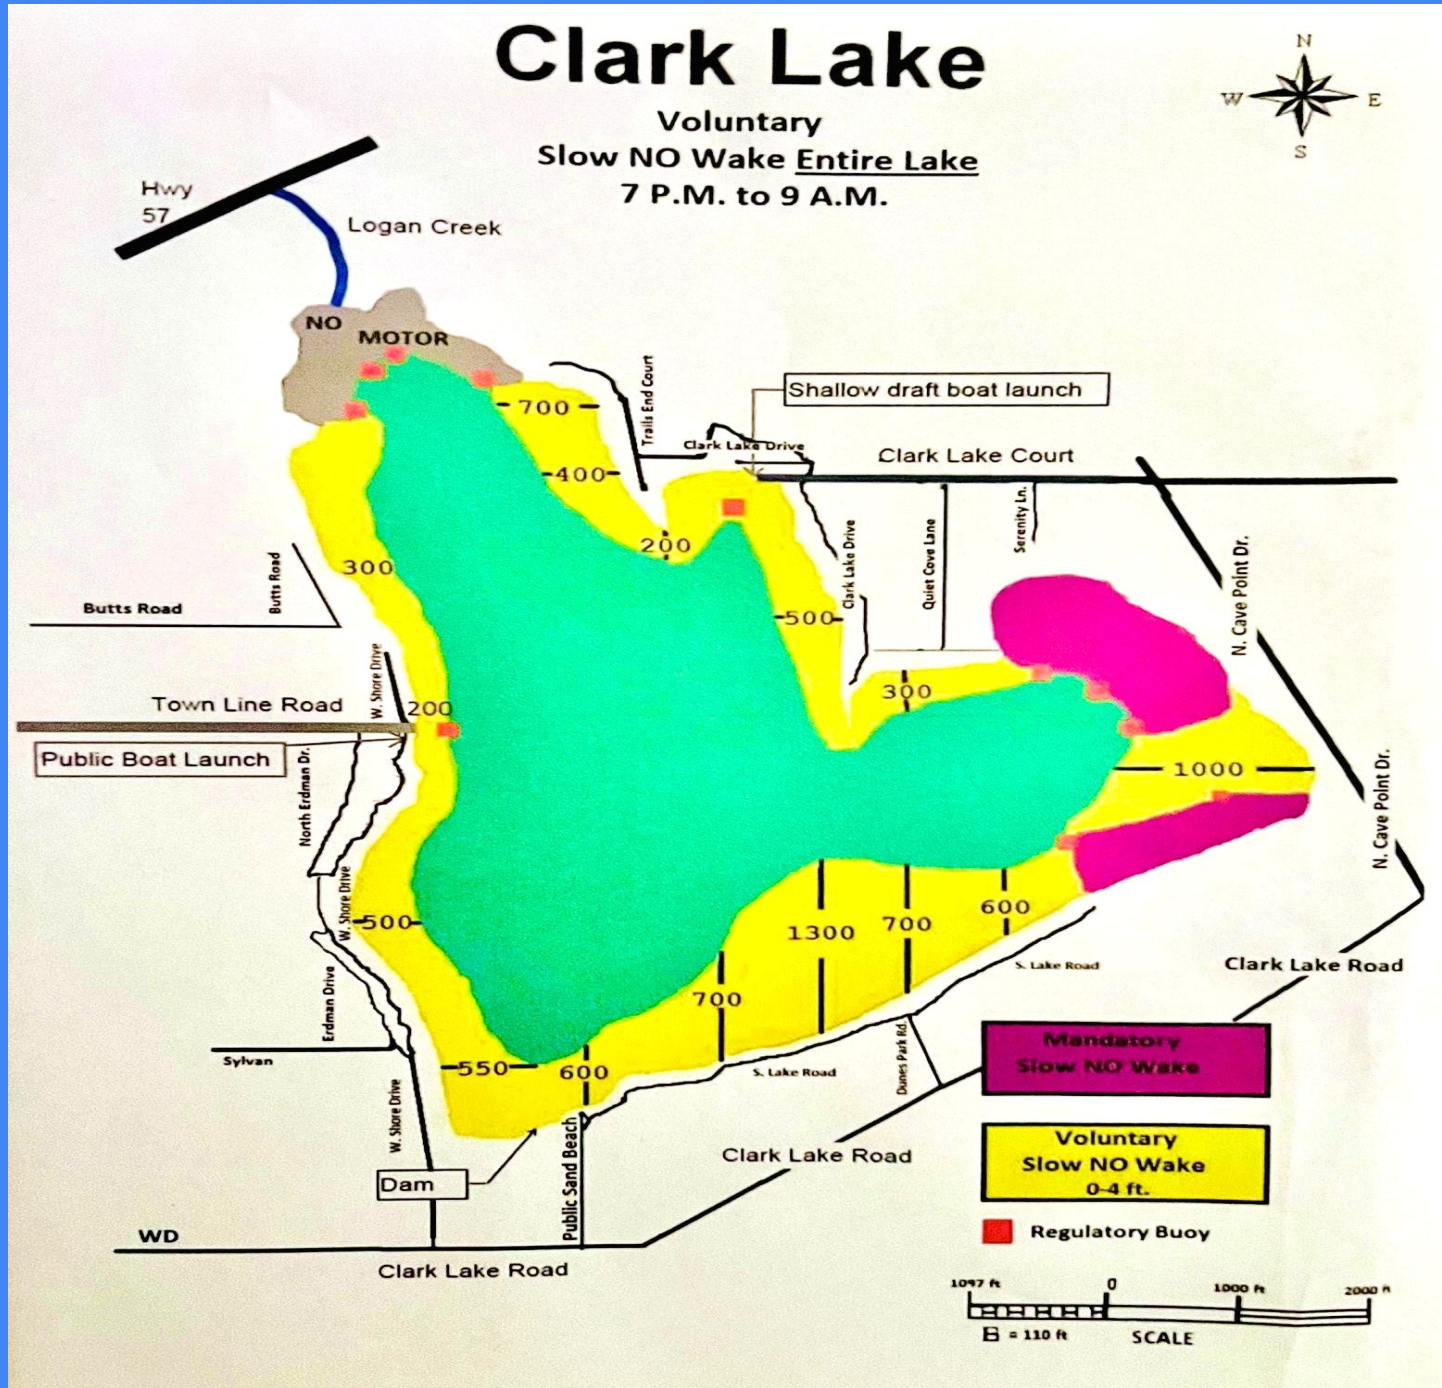 Clark Lake
Voluntary
Slow NO Wake Entire Lake
7 P.M. to 9 A.M.
N
W
E
S
Hwy
57
Logan Creek
NO
MOTOR
700
Trails End Court
Shallow draft boat launch
Clark Lake Drive
Clark Lake Court
400
200
300
500
Clark Lake Drive
Quiet Cove Lane
Serenity Ln.
N. Cave Point Dr.
Butts Road
Butts Road
W. Shore Drive
Town Line Road
200
300
Public Boat Launch
North Erdman Dr.
1000
N. Cave Point Dr.
W. Shore Drive
500
1300
700
600
S. Lake Road
Clark Lake Road
Erdman Drive
700
Sylvan
550
600
S. Lake Road
Dunes Park Rd.
W. Shore Drive
Public Sand Beach
Dam
Clark Lake Road
WD
Clark Lake Road
Mandatory
Slow NO Wake
Voluntary
Slow NO Wake
0-4 ft.
Regulatory Buoy
1097 ft
0
1000 ft
2000 ft
= 110 ft
SCALE